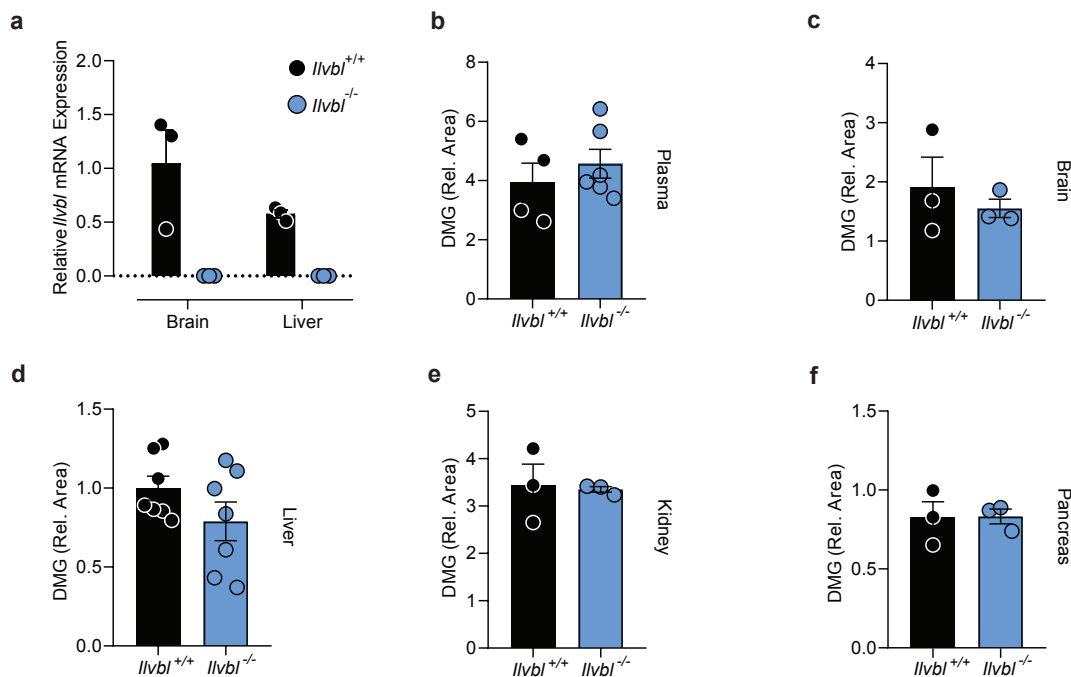 a
Relative Ilvbl mRNA Expression
1.5
1.0
0.5
0.0
Brain
Liver
Ilvbl+/+
Ilvbl-/-
b
DMG (Rel. Area)
8
6
4
2
0
Ilvbl+/+
Ilvbl-/-
Plasma
c
DMG (Rel. Area)
4
3
2
1
0
Ilvbl+/+
Ilvbl-/-
Brain
d
DMG (Rel. Area)
1.5
1.0
0.5
0.0
Ilvbl+/+
Ilvbl-/-
Liver
e
DMG (Rel. Area)
5
4
3
2
1
0
Ilvbl+/+
Ilvbl-/-
Kidney
f
DMG (Rel. Area)
1.5
1.0
0.5
0.0
Ilvbl+/+
Ilvbl-/-
Pancreas